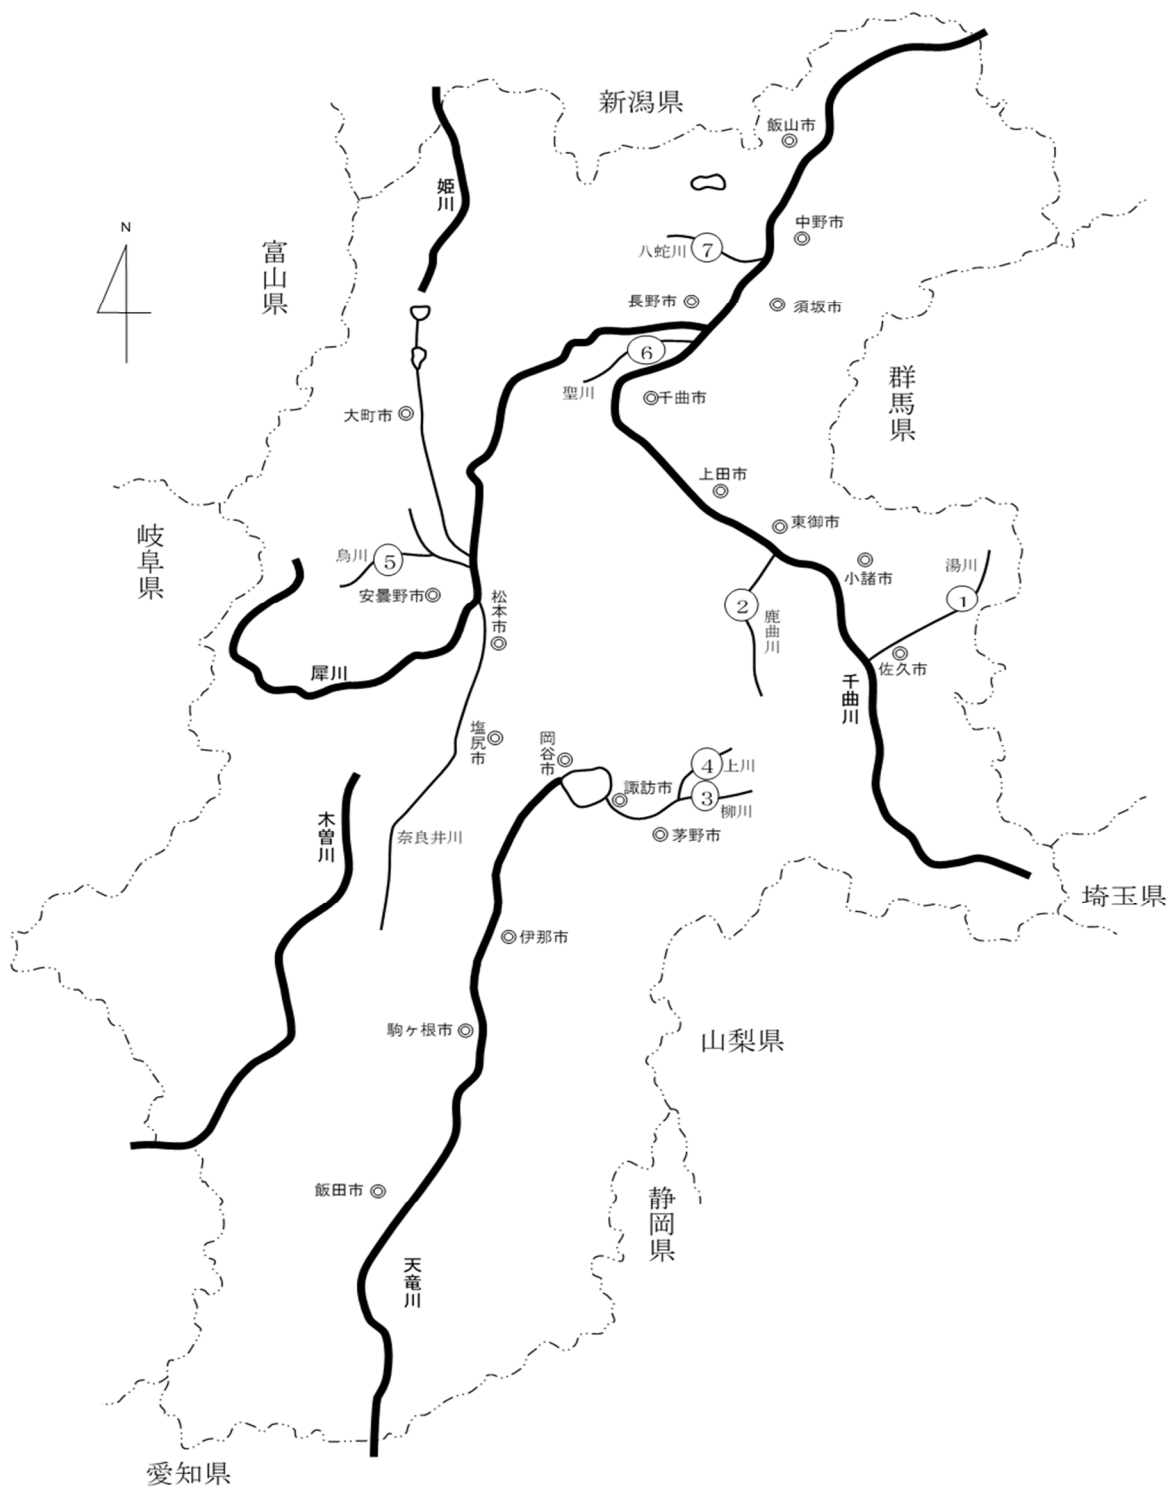 新潟県
飯山市
姫川
N
富山県
中野市
八蛇川
7
長野市
須坂市
6
聖川
千曲市
群馬県
大町市
上田市
東御市
岐阜県
烏川
5
安曇野市
松本市
小諸市
湯川
1
2
鹿曲川
佐久市
犀川
千曲川
塩尻市
岡谷市
4
上川
諏訪市
3
柳川
茅野市
木曽川
奈良井川
埼玉県
伊那市
駒ヶ根市
山梨県
飯田市
静岡県
天竜川
愛知県